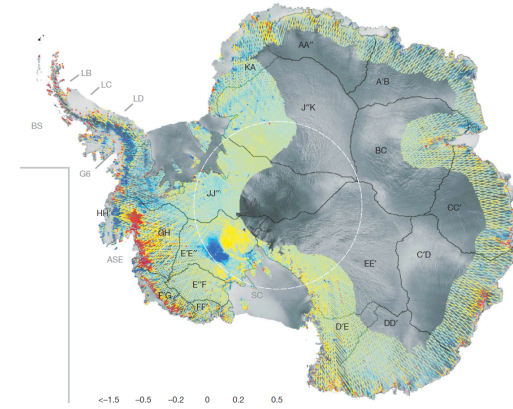 AA"
KA
A'B
LB
LC
J"K
LD
BS
BC
G6
JJ"
CC'
HH'
GH
ASE
E'E"
EE'
C'D
E"F
SC
F'G
FF'
D'E
DD'
<-1.5 -0.5 -0.2 0 0.2 0.5